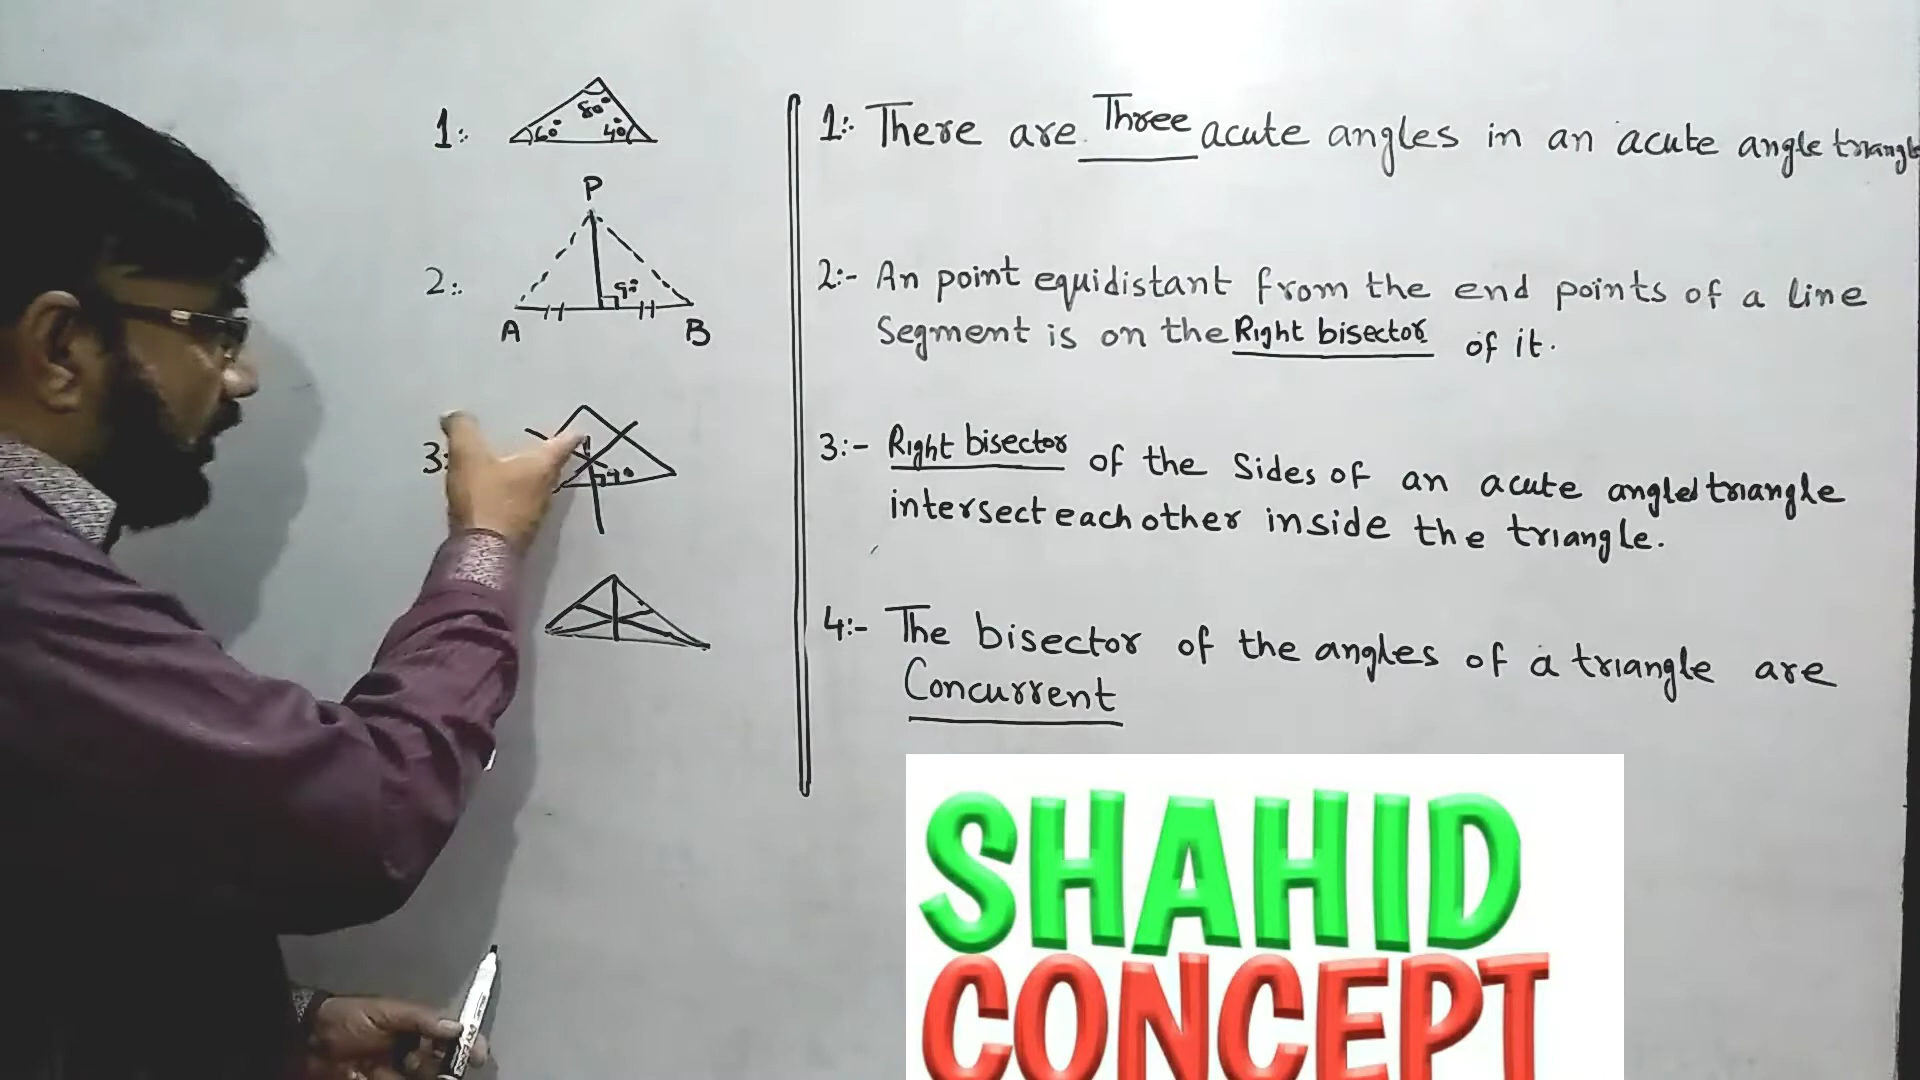 1:
80°
60°
40°
P
2:
90°
A
B
3:
1: There are Three acute angles in an acute angle triangle
2:- An point equidistant from the end points of a line
Segment is on the Right bisector of it.
3:- Right bisector of the Sides of an acute angled triangle
intersect each other inside the triangle.
4:- The bisector of the angles of a triangle are
Concurrent
SHAHID
CONCEPT